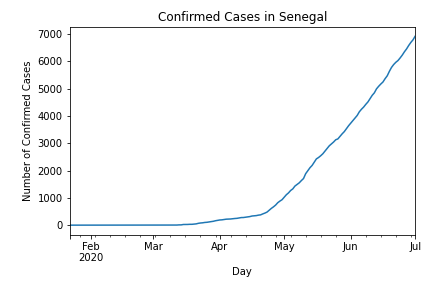 Confirmed Cases in Senegal
Number of Confirmed Cases
7000
6000
5000
4000
3000
2000
1000
0
Feb Mar Apr May Jun Jul
2020
Day